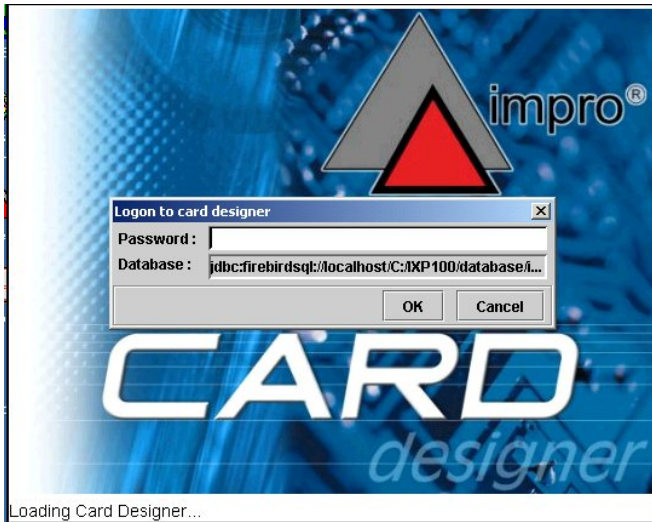 impro®
Logon to card designer
Password :
Database : jdbc:firebirdsql://localhost/C:/IXP100/database/i...
OK Cancel
CARD
designer
Loading Card Designer...